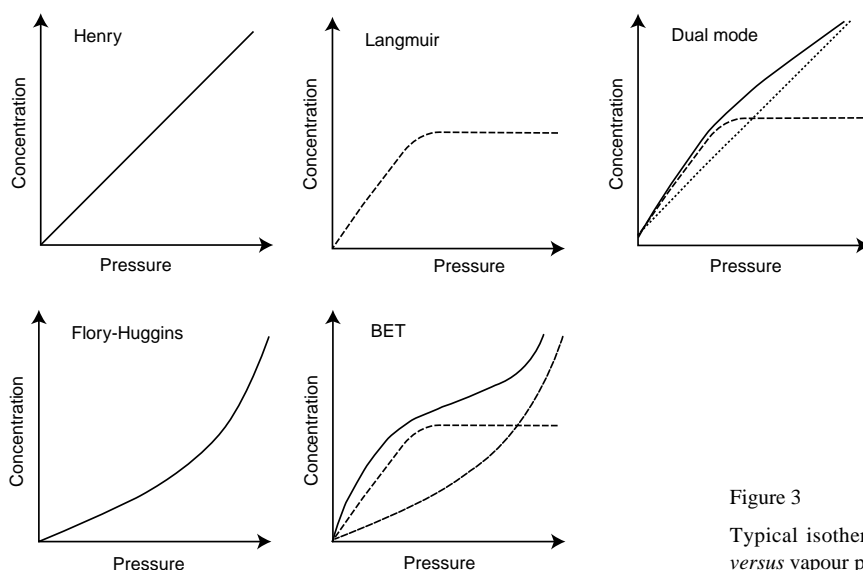 Henry
Concentration
Pressure
Langmuir
Concentration
Pressure
Dual mode
Concentration
Pressure
Flory-Huggins
Concentration
Pressure
BET
Concentration
Pressure
Figure 3
Typical isother
versus vapour p